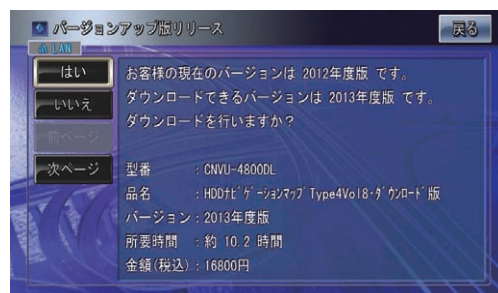 バージョンアップ版リリース
戻る
LAN
はい
いいえ
前ページ
次ページ
お客様の現在のバージョンは 2012年度版 です。
ダウンロードできるバージョンは 2013年度版 です。
ダウンロードを行いますか？
型番 : CNVU-4800DL
品名 : HDDﾅﾋﾞｹﾞｰｼｮﾝﾏｯﾌﾟ Type4Vol8･ﾀﾞｳﾝﾛｰﾄﾞ版
バージョン : 2013年度版
所要時間 : 約 10.2 時間
金額(税込) : 16800円